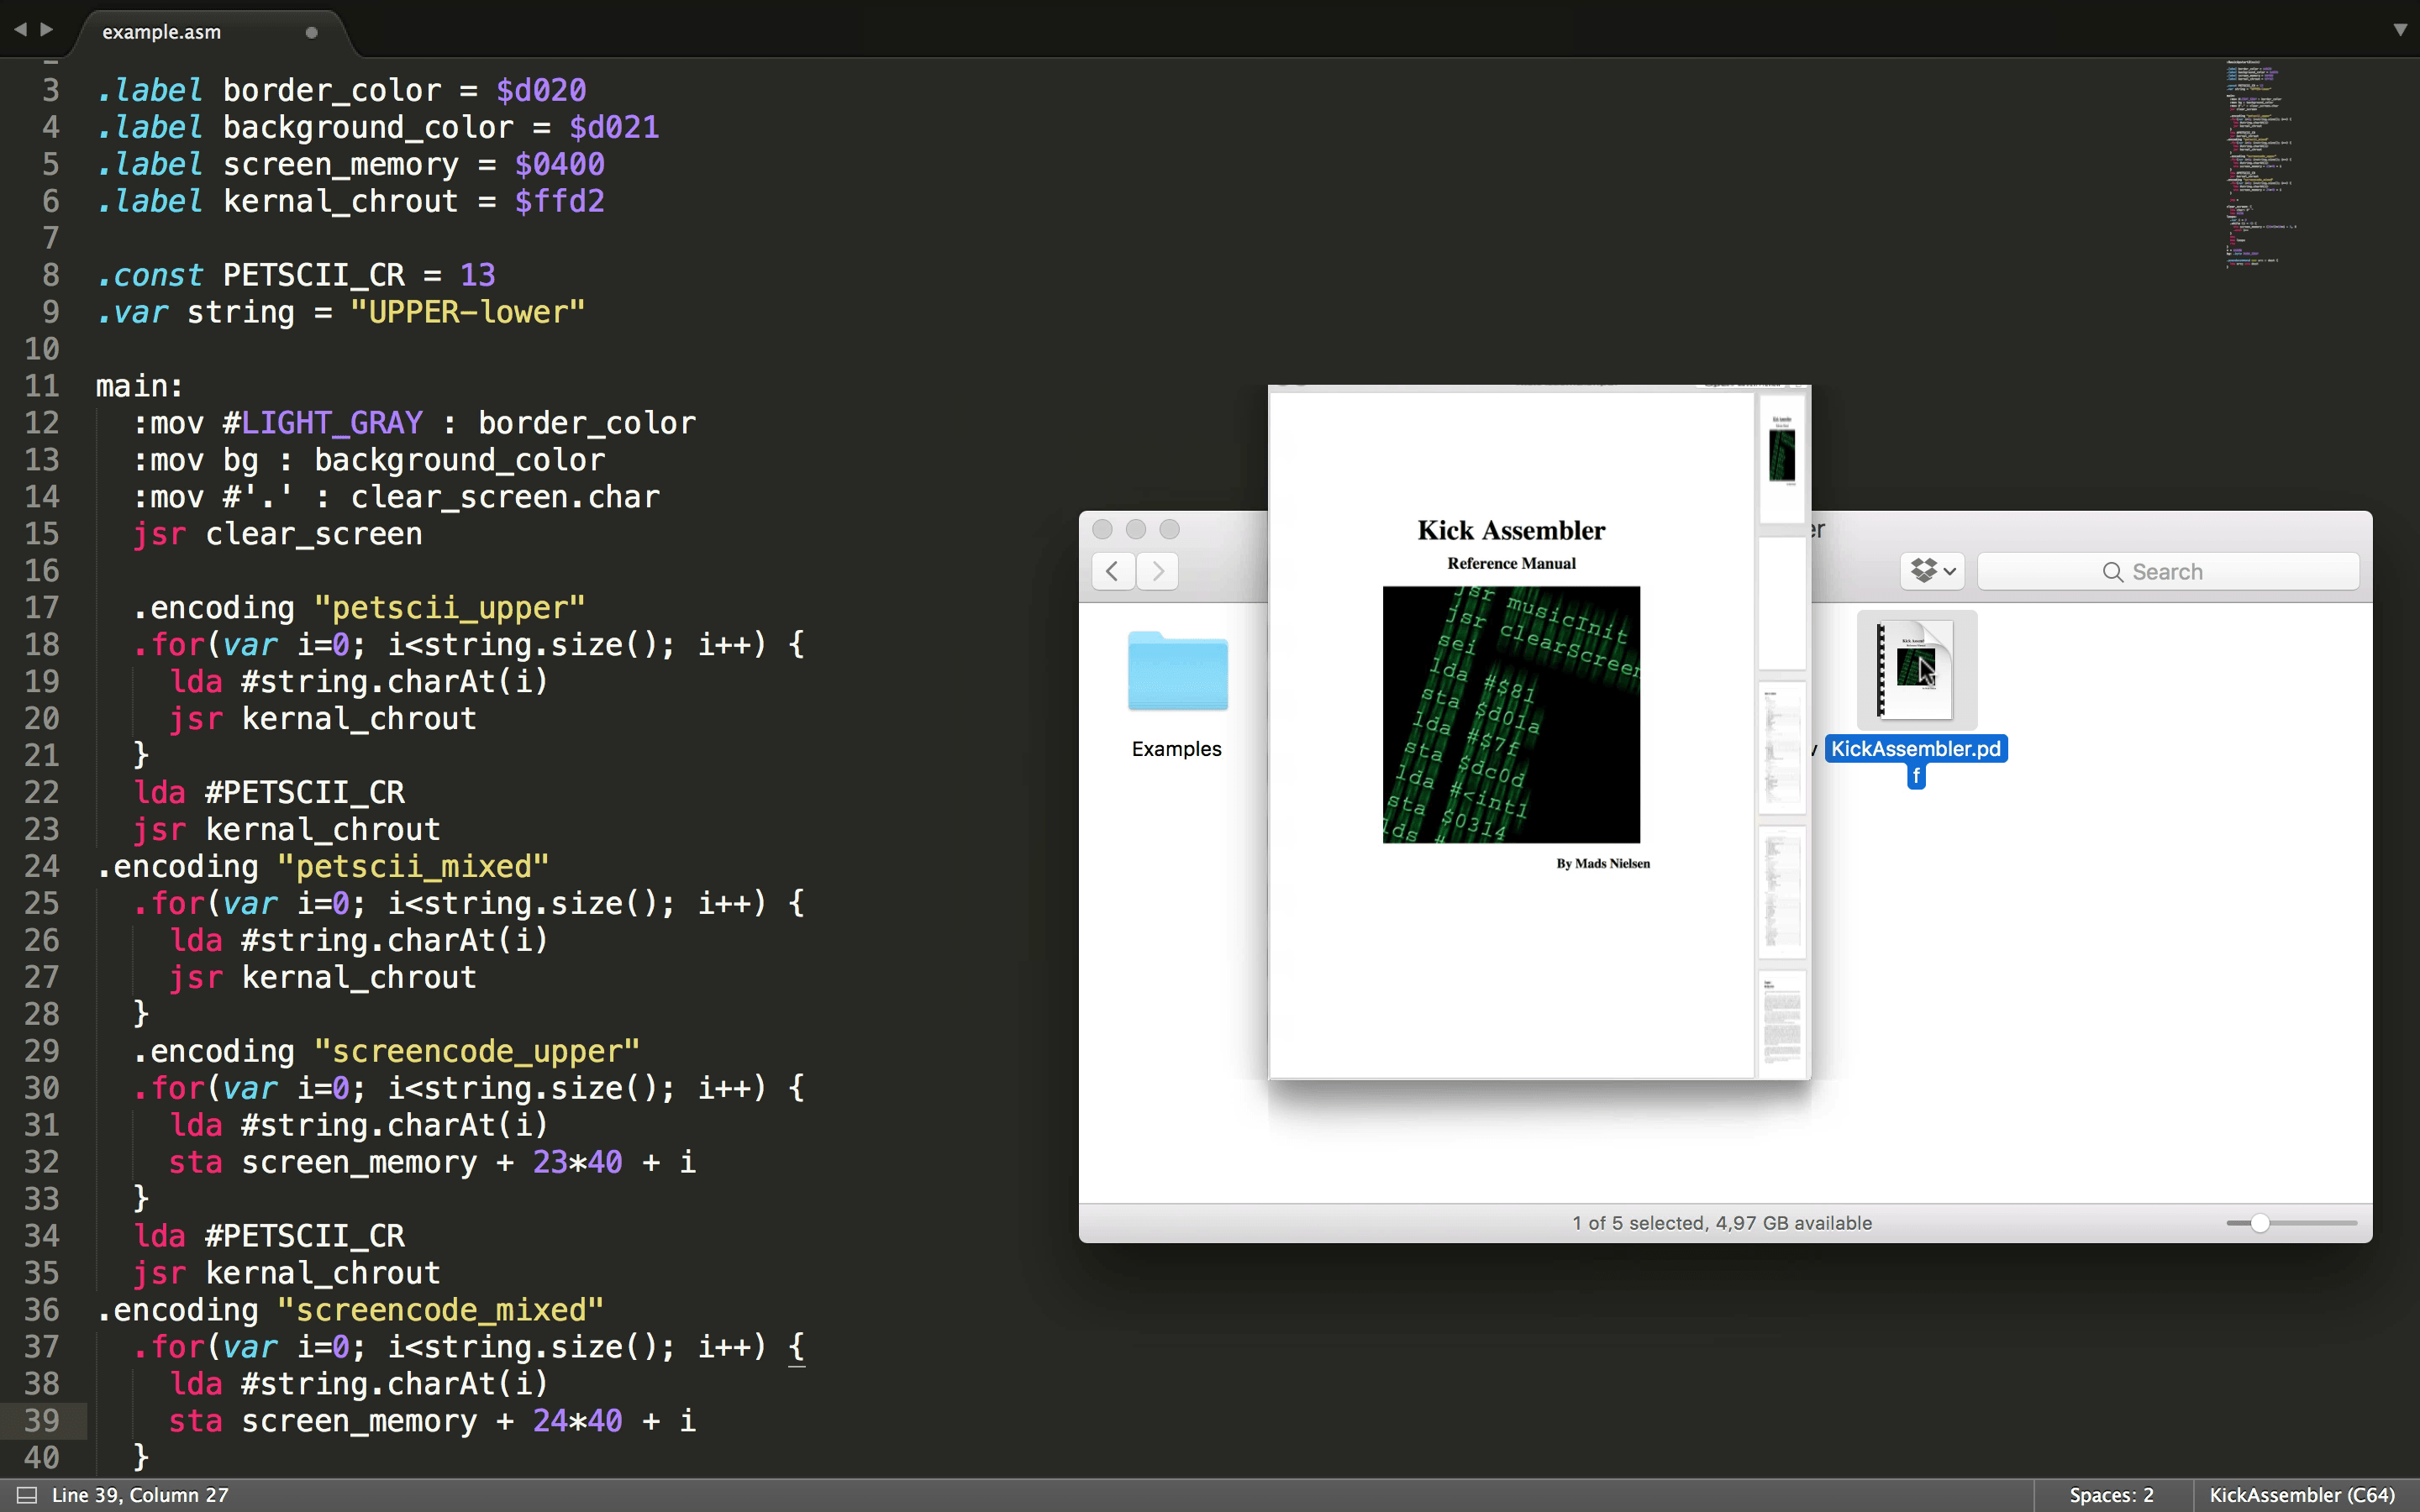 example.asm
3 .label border_color = $d020
4 .label background_color = $d021
5 .label screen_memory = $0400
6 .label kernal_chrout = $ffd2
7
8 .const PETSCII_CR = 13
9 .var string = "UPPER-lower"
10
11 main:
12 :mov #LIGHT_GRAY : border_color
13 :mov bg : background_color
14 :mov #'.' : clear_screen.char
15 jsr clear_screen
16
17 .encoding "petscii_upper"
18 .for(var i=0; i<string.size(); i++) {
19 lda #string.charAt(i)
20 jsr kernal_chrout
21 }
22 lda #PETSCII_CR
23 jsr kernal_chrout
24 .encoding "petscii_mixed"
25 .for(var i=0; i<string.size(); i++) {
26 lda #string.charAt(i)
27 jsr kernal_chrout
28 }
29 .encoding "screencode_upper"
30 .for(var i=0; i<string.size(); i++) {
31 lda #string.charAt(i)
32 sta screen_memory + 23*40 + i
33 }
34 lda #PETSCII_CR
35 jsr kernal_chrout
36 .encoding "screencode_mixed"
37 .for(var i=0; i<string.size(); i++) {
38 lda #string.charAt(i)
39 sta screen_memory + 24*40 + i
40 }
Line 39, Column 27
Spaces: 2
KickAssembler (C64)
er
Search
Examples
v
KickAssembler.pd
f
1 of 5 selected, 4,97 GB available
Kick Assembler
Reference Manual
jsr musicInit
jsr clearScreen
sei
lda #$81
sta $d01a
lda #$7f
sta $dc0d
lda #<int1
sta $0314
lds #
By Mads Nielsen